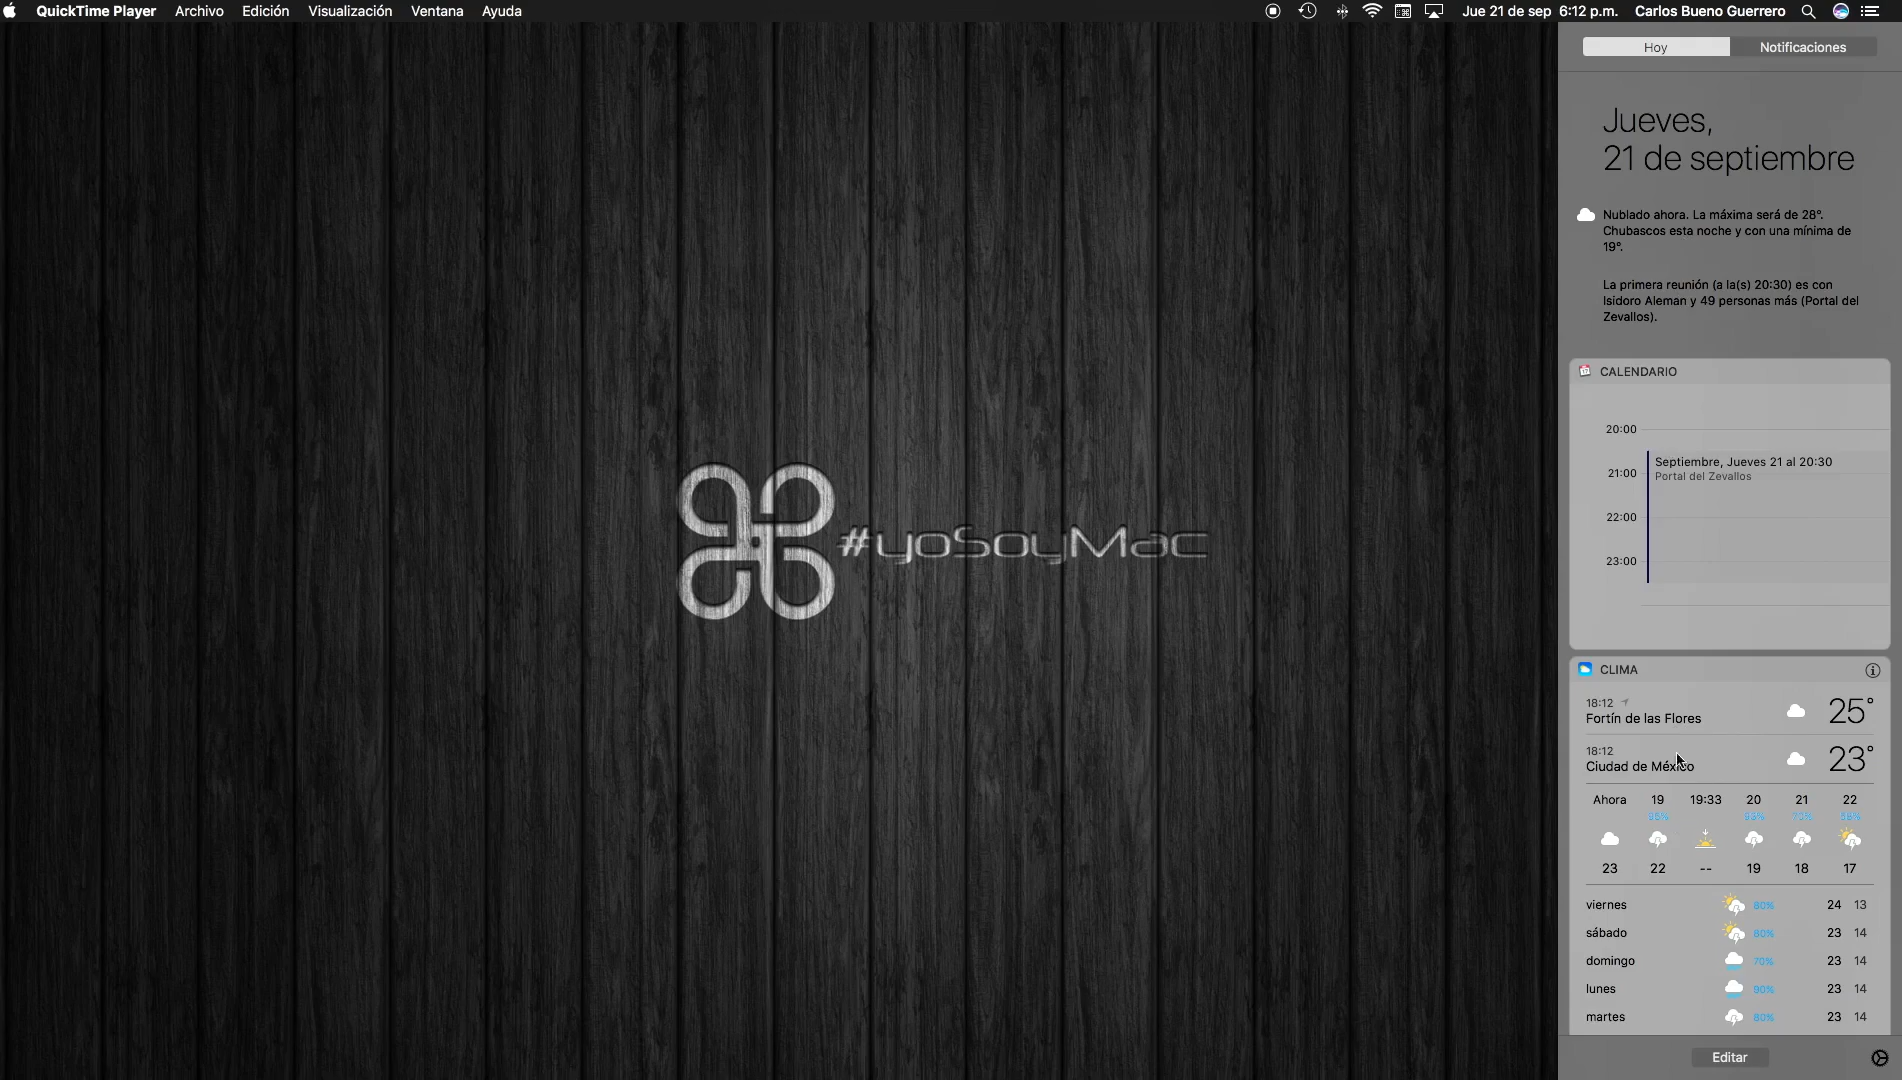 QuickTime Player Archivo Edición Visualización Ventana Ayuda
Jue 21 de sep 6:12 p.m. Carlos Bueno Guerrero
Hoy Notificaciones
Jueves,
21 de septiembre
Nublado ahora. La máxima será de 28°.
Chubascos esta noche y con una mínima de
19°.
La primera reunión (a la(s) 20:30) es con
Isidoro Aleman y 49 personas más (Portal del
Zevallos).
CALENDARIO
20:00
Septiembre, Jueves 21 al 20:30
21:00 Portal del Zevallos
22:00
23:00
#yoSoyMac
CLIMA
18:12
Fortín de las Flores 25°
18:12
Ciudad de México 23°
Ahora 19 19:33 20 21 22
95% 93% 58%
23 22 -- 19 18 17
viernes 80% 24 13
sábado 80% 23 14
domingo 70% 23 14
lunes 90% 23 14
martes 80% 23 14
Editar